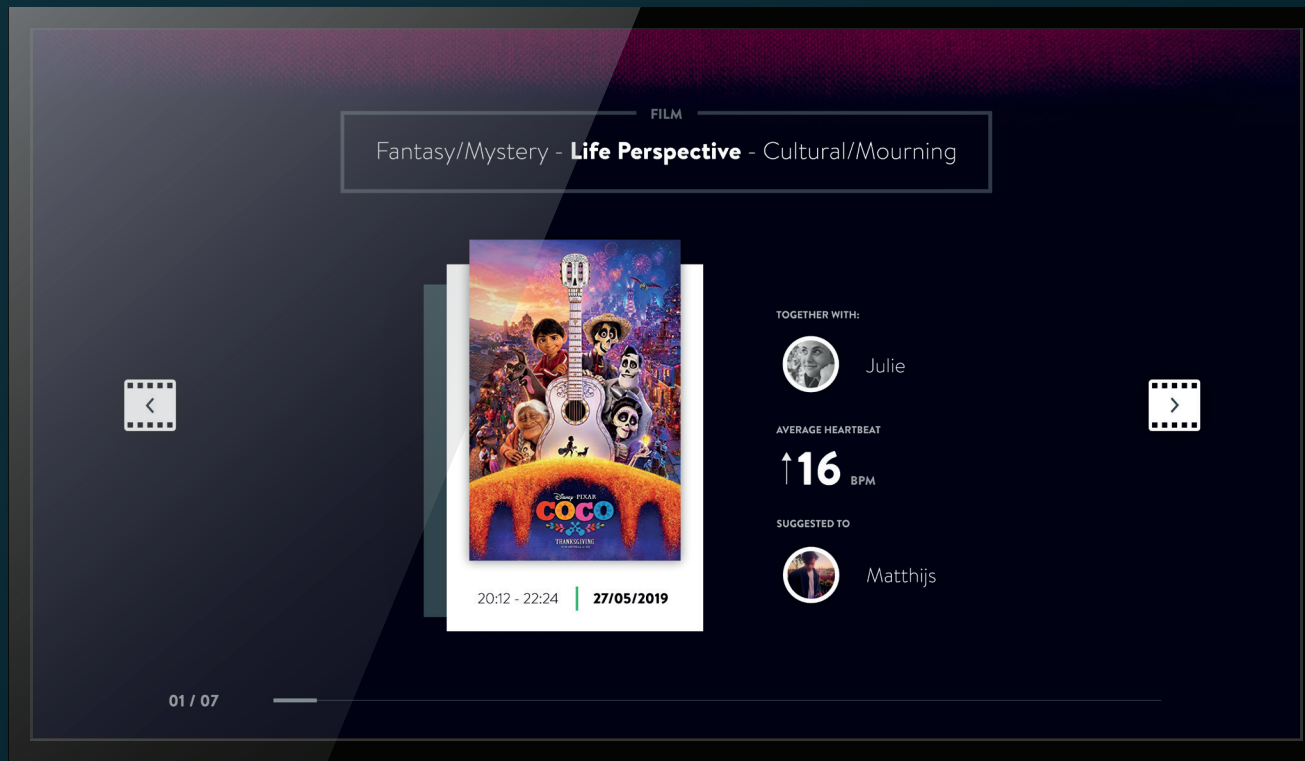 FILM
Fantasy/Mystery - Life Perspective - Cultural/Mourning
TOGETHER WITH:
Julie
AVERAGE HEARTBEAT
↑16 BPM
SUGGESTED TO
Matthijs
Disney PIXAR
COCO
THANKSGIVING
20:12 - 22:24 27/05/2019
01 / 07